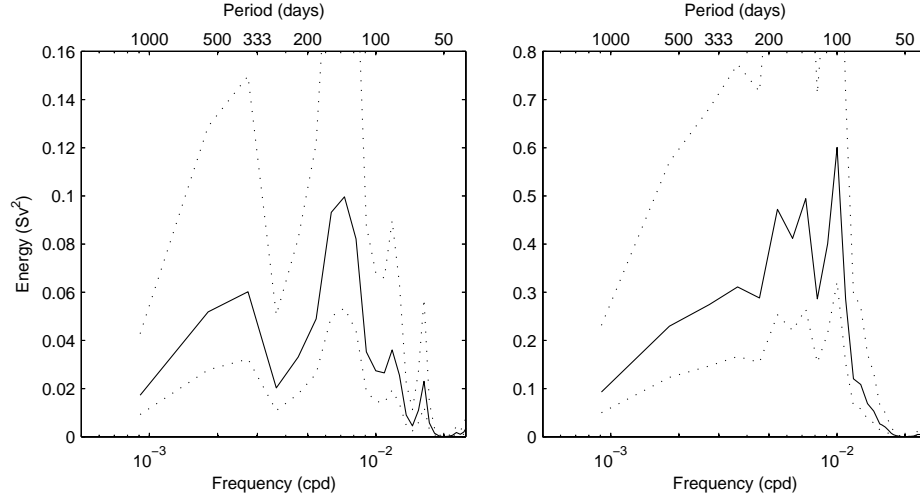 Period (days)
1000 500 333 200 100 50
0.16
0.14
0.12
0.1
0.08
0.06
0.04
0.02
0
Energy (Sv²)
10⁻³ 10⁻²
Frequency (cpd)
Period (days)
1000 500 333 200 100 50
0.8
0.7
0.6
0.5
0.4
0.3
0.2
0.1
0
10⁻³ 10⁻²
Frequency (cpd)